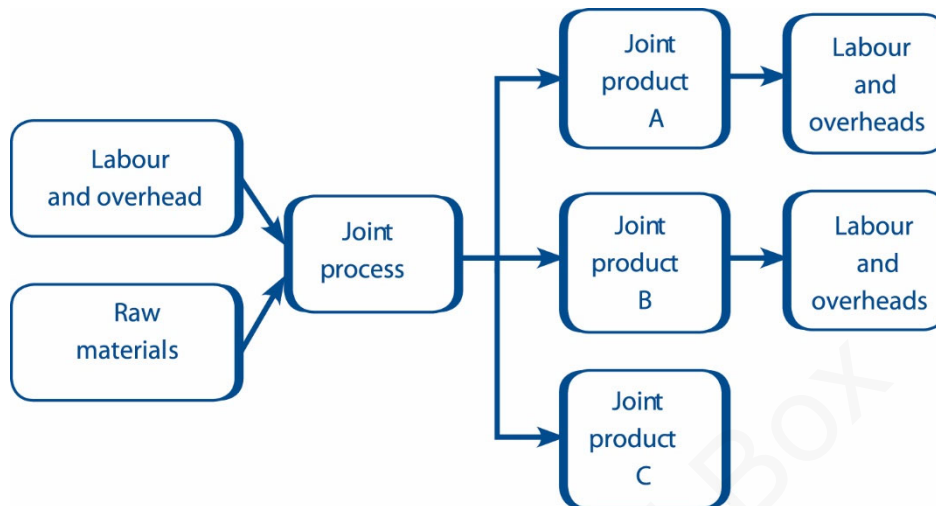 Labour
and overhead
Raw
materials
Joint
process
Joint
product
A
Labour
and
overheads
Joint
product
B
Labour
and
overheads
Joint
product
C
Box